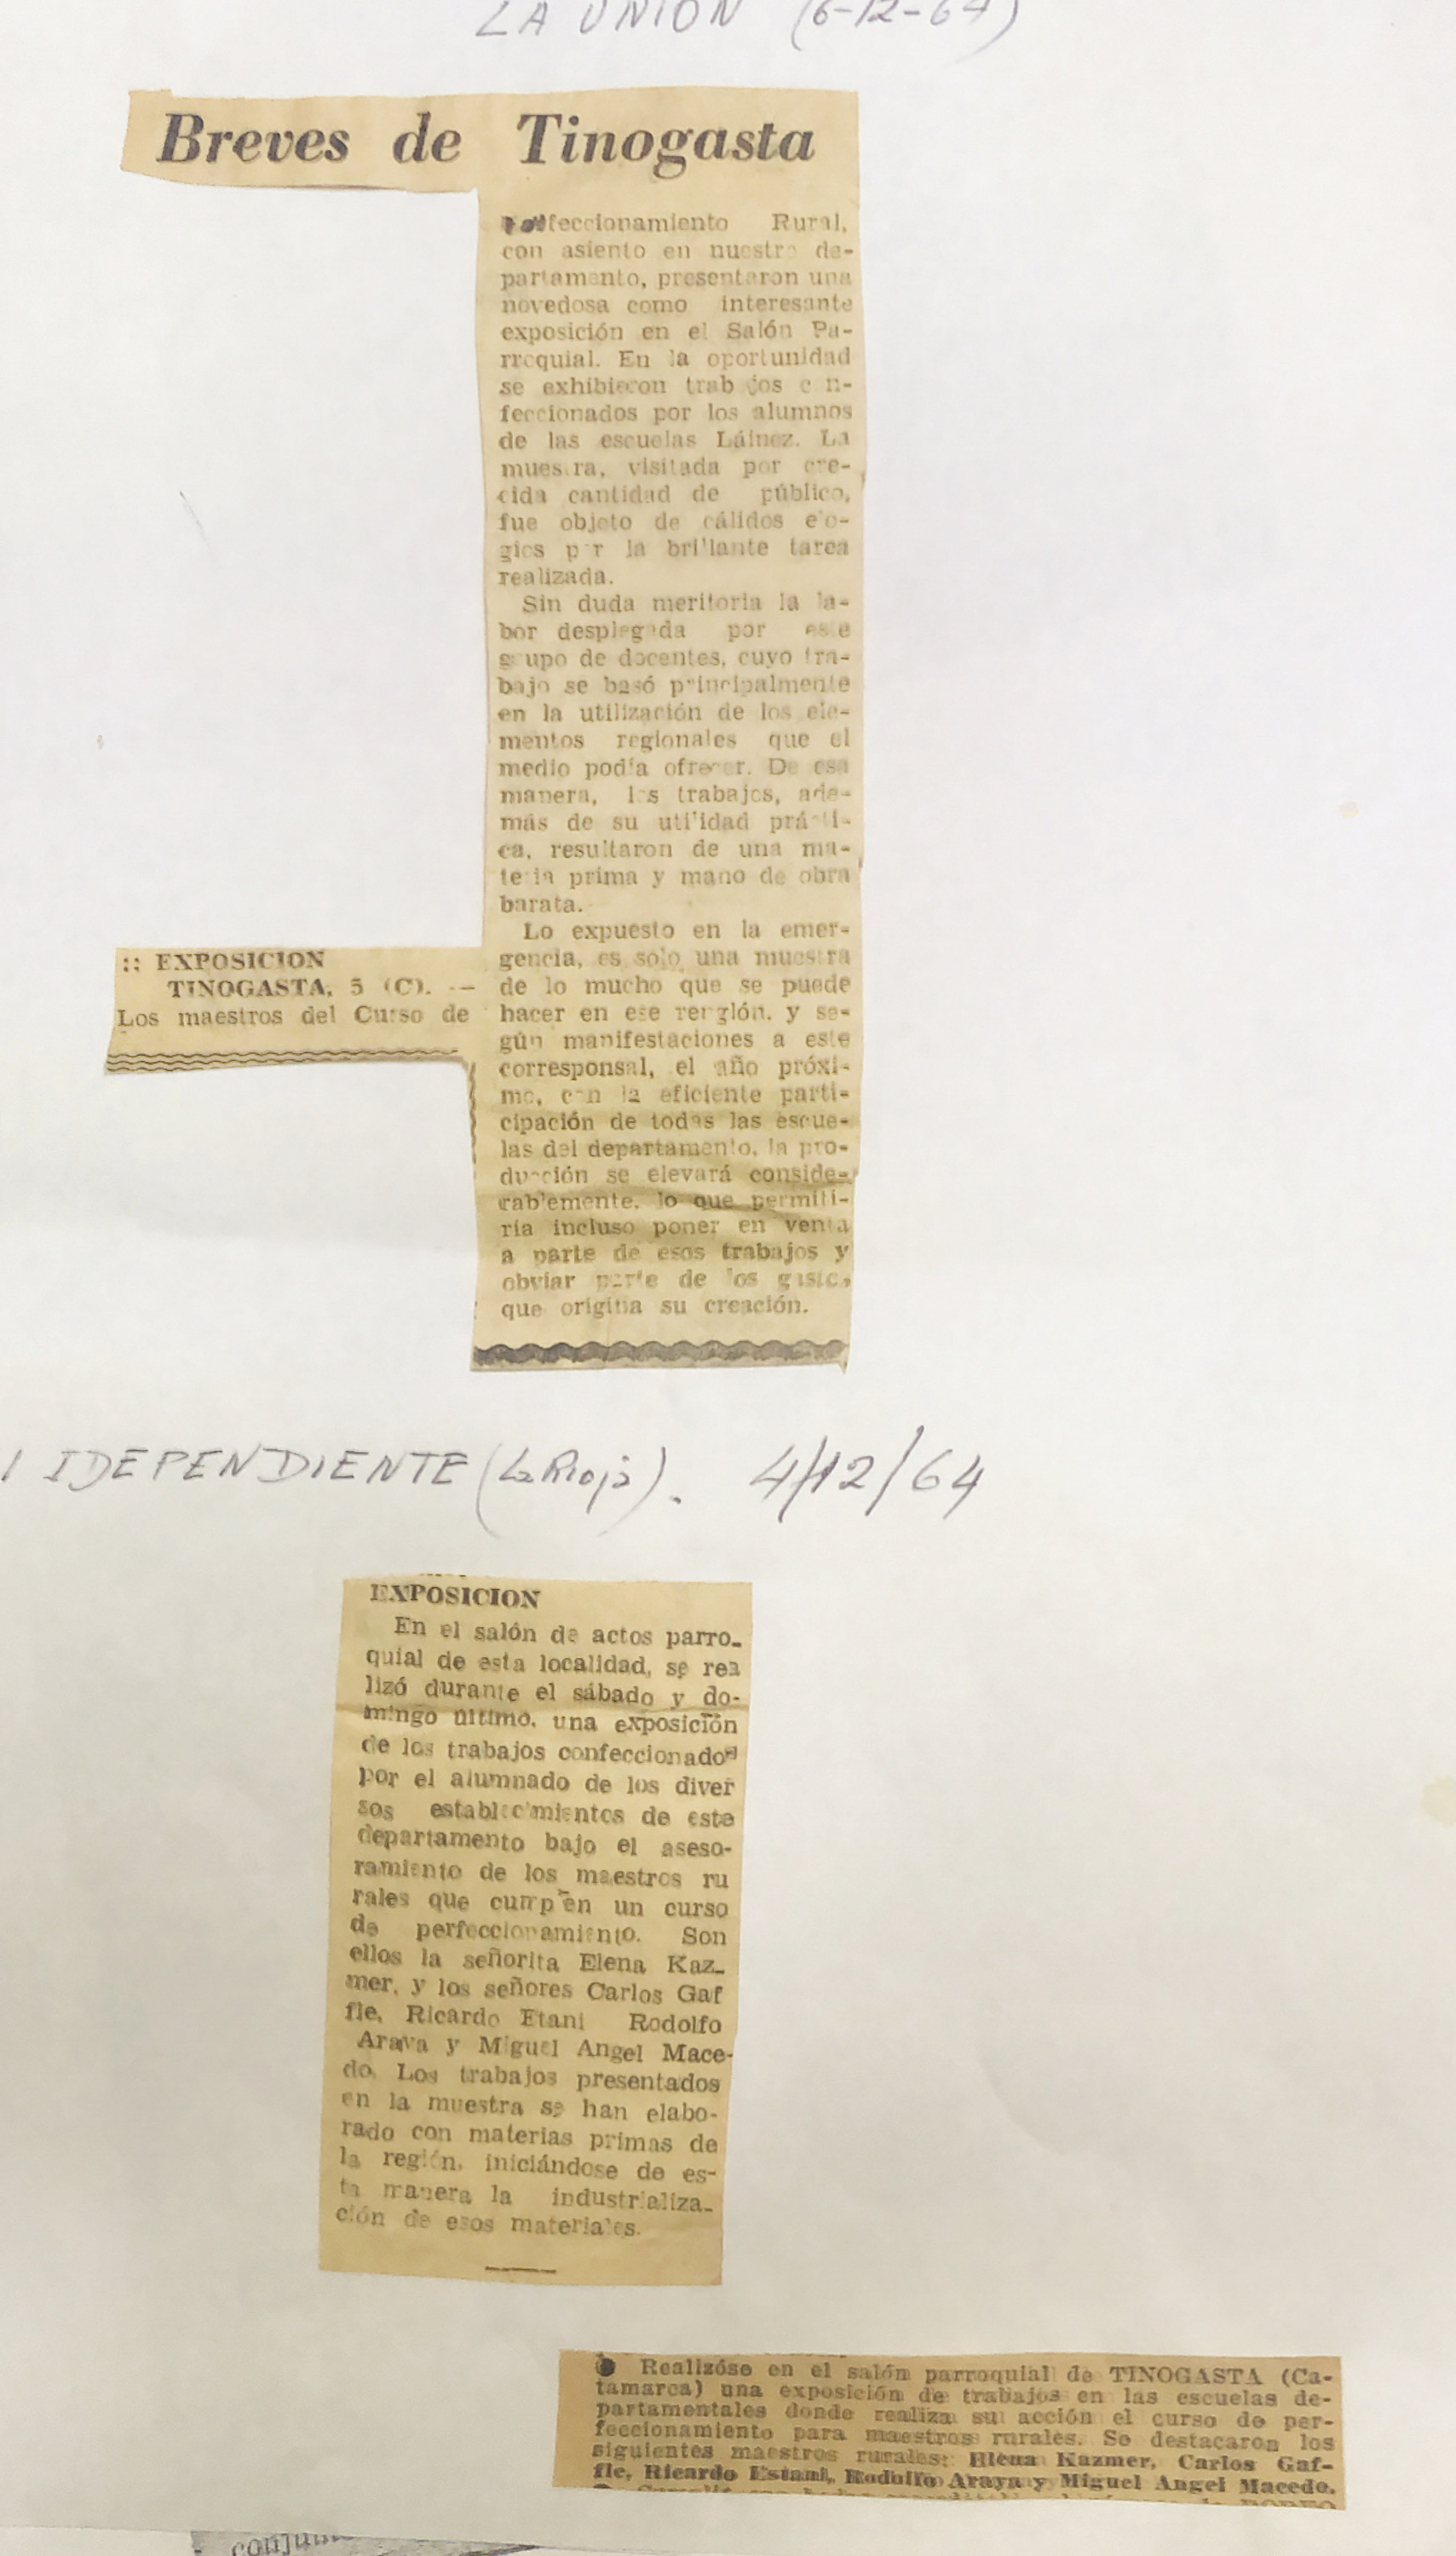 LA UNION (6-12-64)
Breves de Tinogasta
:: EXPOSICION
TINOGASTA, 5 (C). —
Los maestros del Curso de
feccionamiento Rural,
con asiento en nuestro de-
partamento, presentaron una
novedosa como interesante
exposición en el Salón Pa-
rroquial. En la oportunidad
se exhibieron trabajos con-
feccionados por los alumnos
de las escuelas Láinez. La
muestra, visitada por cre-
cida cantidad de público,
fue objeto de cálidos elo-
gios por la brillante tarea
realizada.
Sin duda meritoria la la-
bor desplegada por este
grupo de docentes, cuyo tra-
bajo se basó principalmente
en la utilización de los ele-
mentos regionales que el
medio podía ofrecer. De esa
manera, los trabajos, ade-
más de su utilidad prácti-
ca, resultaron de una ma-
teria prima y mano de obra
barata.
Lo expuesto en la emer-
gencia, es solo una muestra
de lo mucho que se puede
hacer en ese renglón, y se-
gún manifestaciones a este
corresponsal, el año próxi-
mo, con la eficiente parti-
cipación de todas las escue-
las del departamento, la pro-
ducción se elevará conside-
rablemente, lo que permiti-
ría incluso poner en venta
a parte de esos trabajos y
obviar parte de los gastos
que origina su creación.
IDEPENDIENTE (La Rioja). 4/12/64
EXPOSICION
En el salón de actos parro-
quial de esta localidad, se rea
lizó durante el sábado y do-
mingo último, una exposición
de los trabajos confeccionados
por el alumnado de los diver
sos establecimientos de este
departamento bajo el aseso-
ramiento de los maestros ru
rales que cumplen un curso
de perfeccionamiento. Son
ellos la señorita Elena Kaz-
mer, y los señores Carlos Gaf
fle, Ricardo Etani Rodolfo
Araya y Miguel Angel Mace-
do. Los trabajos presentados
en la muestra se han elabo-
rado con materias primas de
la región, iniciándose de es-
ta manera la industrializa-
ción de esos materiales.
● Realizóse en el salón parroquial de TINOGASTA (Ca-
tamarca) una exposición de trabajos en las escuelas de-
partamentales donde realiza su acción el curso de per-
feccionamiento para maestros rurales. Se destacaron los
siguientes maestros rurales: Elena Kazmer, Carlos Gaf-
fle, Ricardo Estani, Rodolfo Araya y Miguel Angel Macedo.